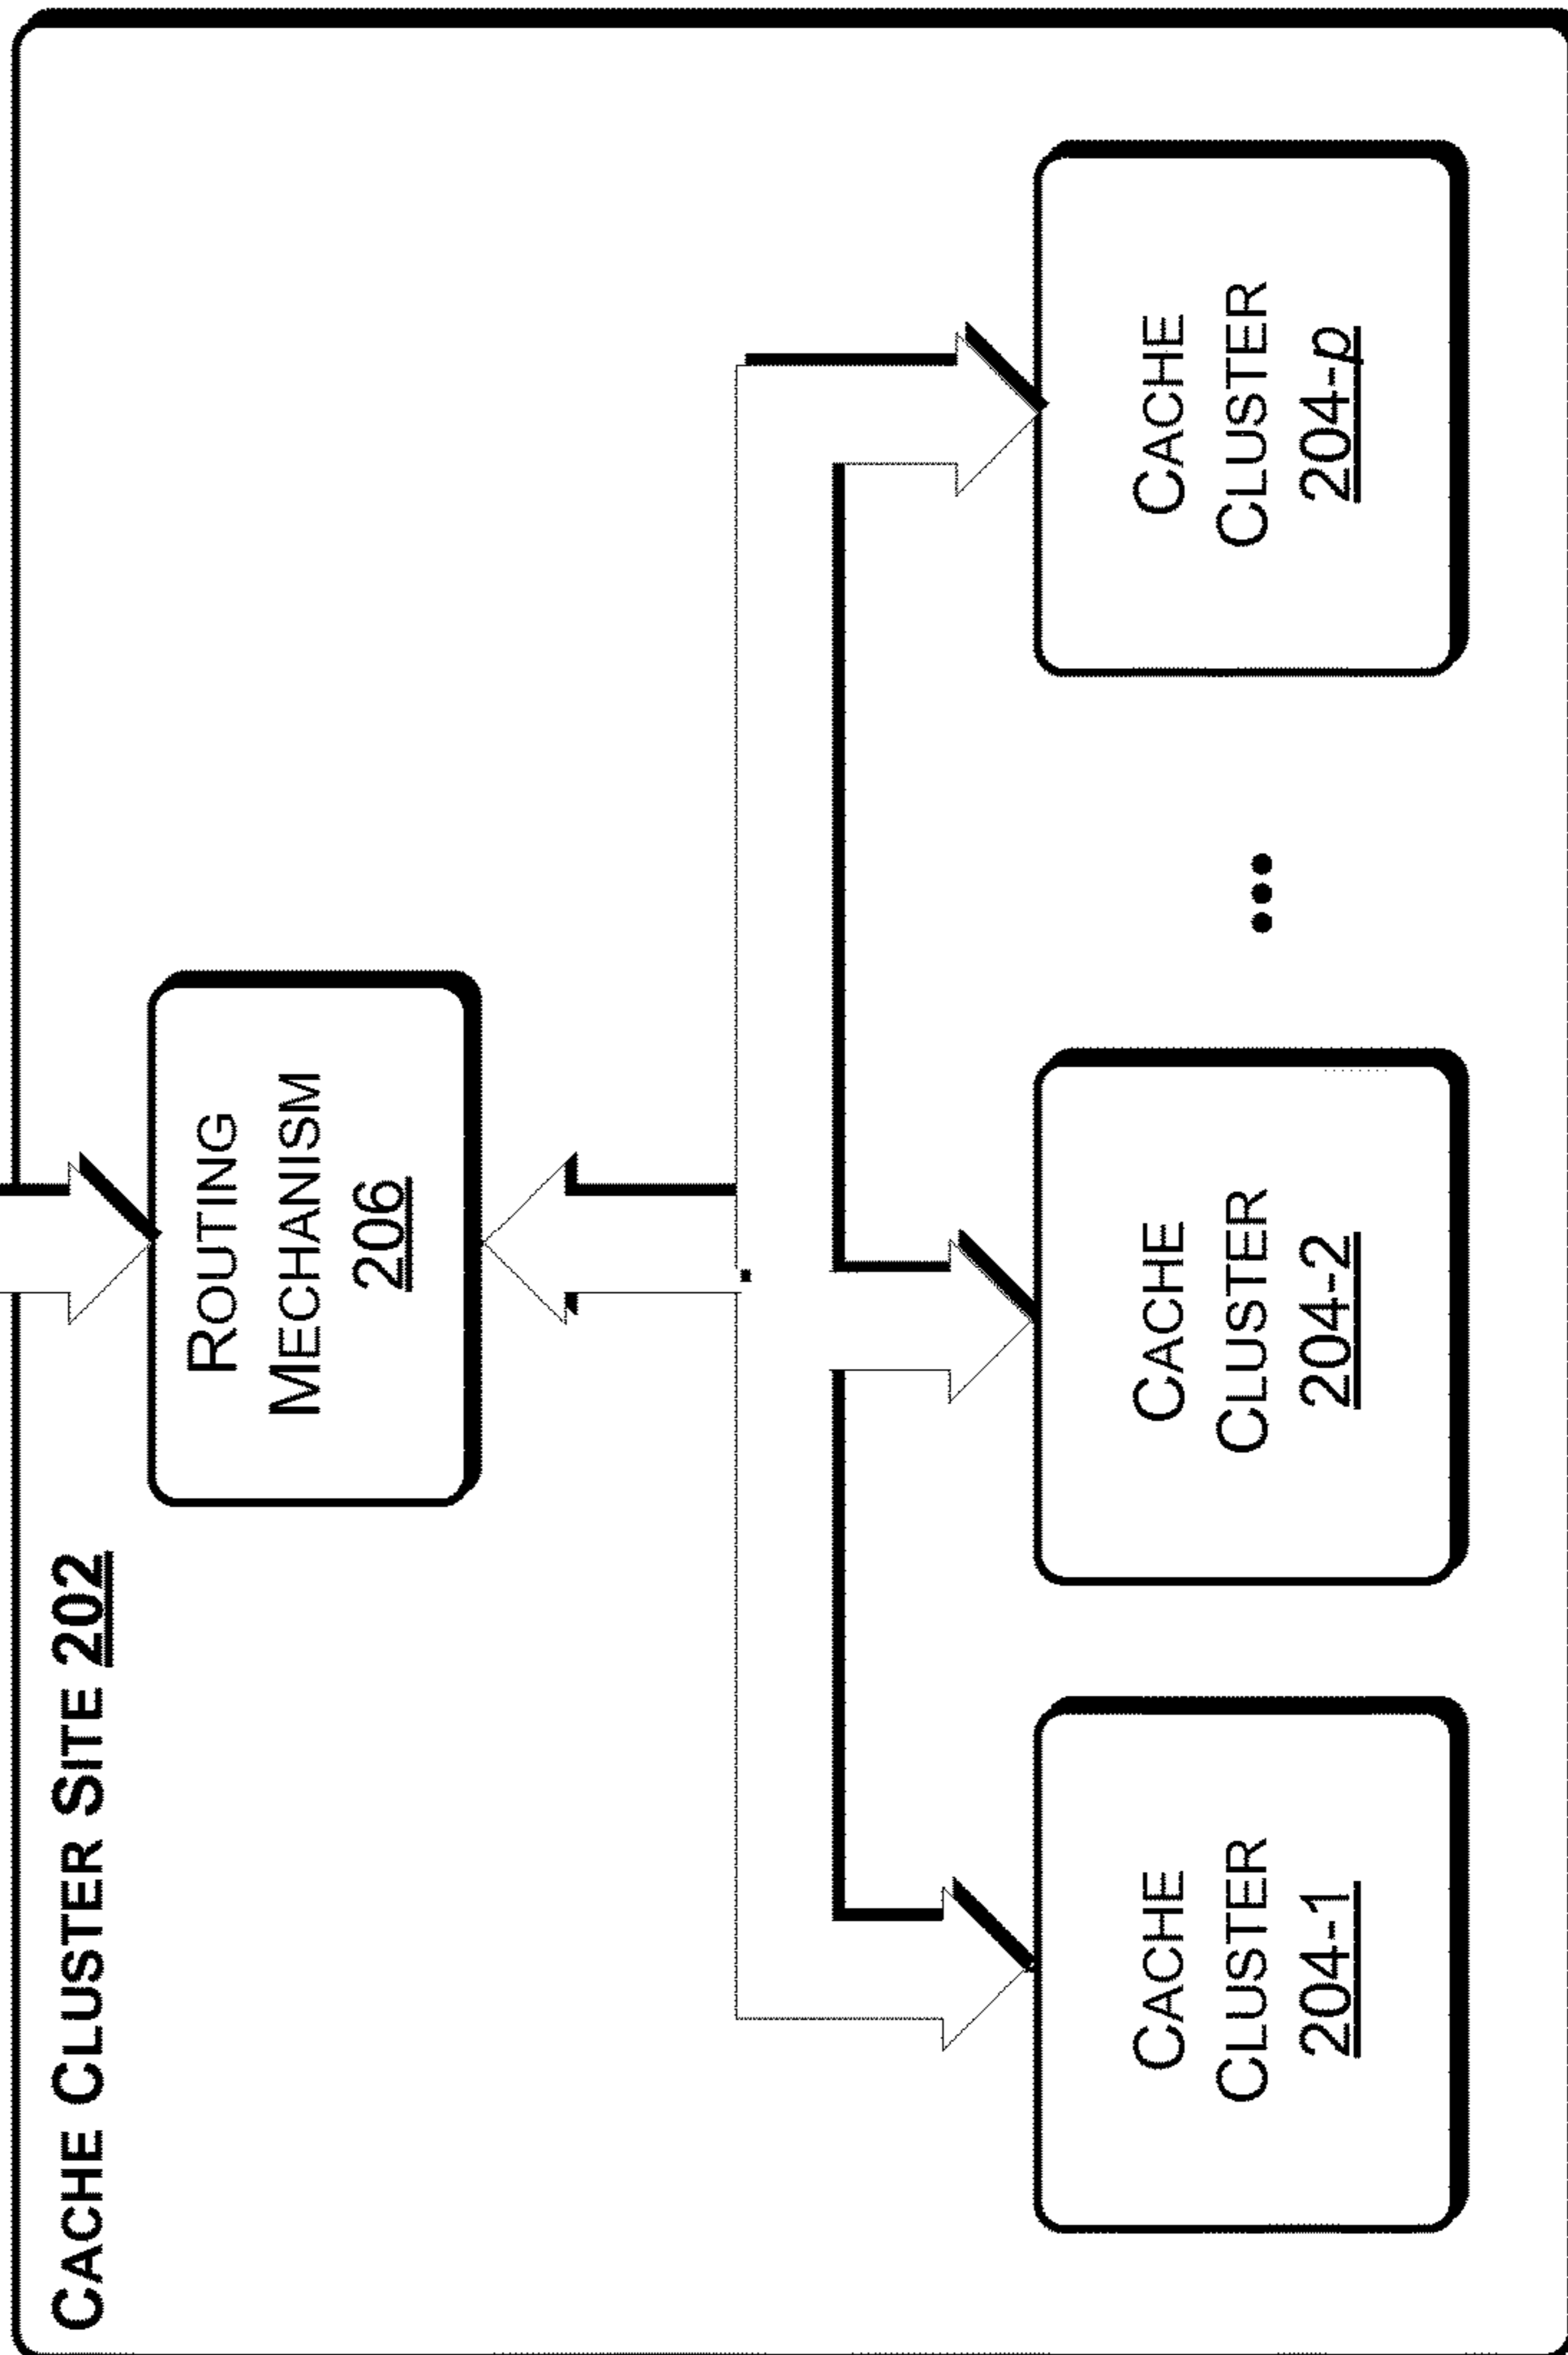 CACHE CLUSTER SITE 202
ROUTING
MECHANISM
206
CACHE
CLUSTER
204-1
CACHE
CLUSTER
204-2
•••
CACHE
CLUSTER
204-p